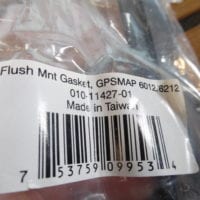 Flush Mnt Gasket, GPSMAP 6012,6212
010-11427-01
Made in Taiwan
7 53759 09953 4